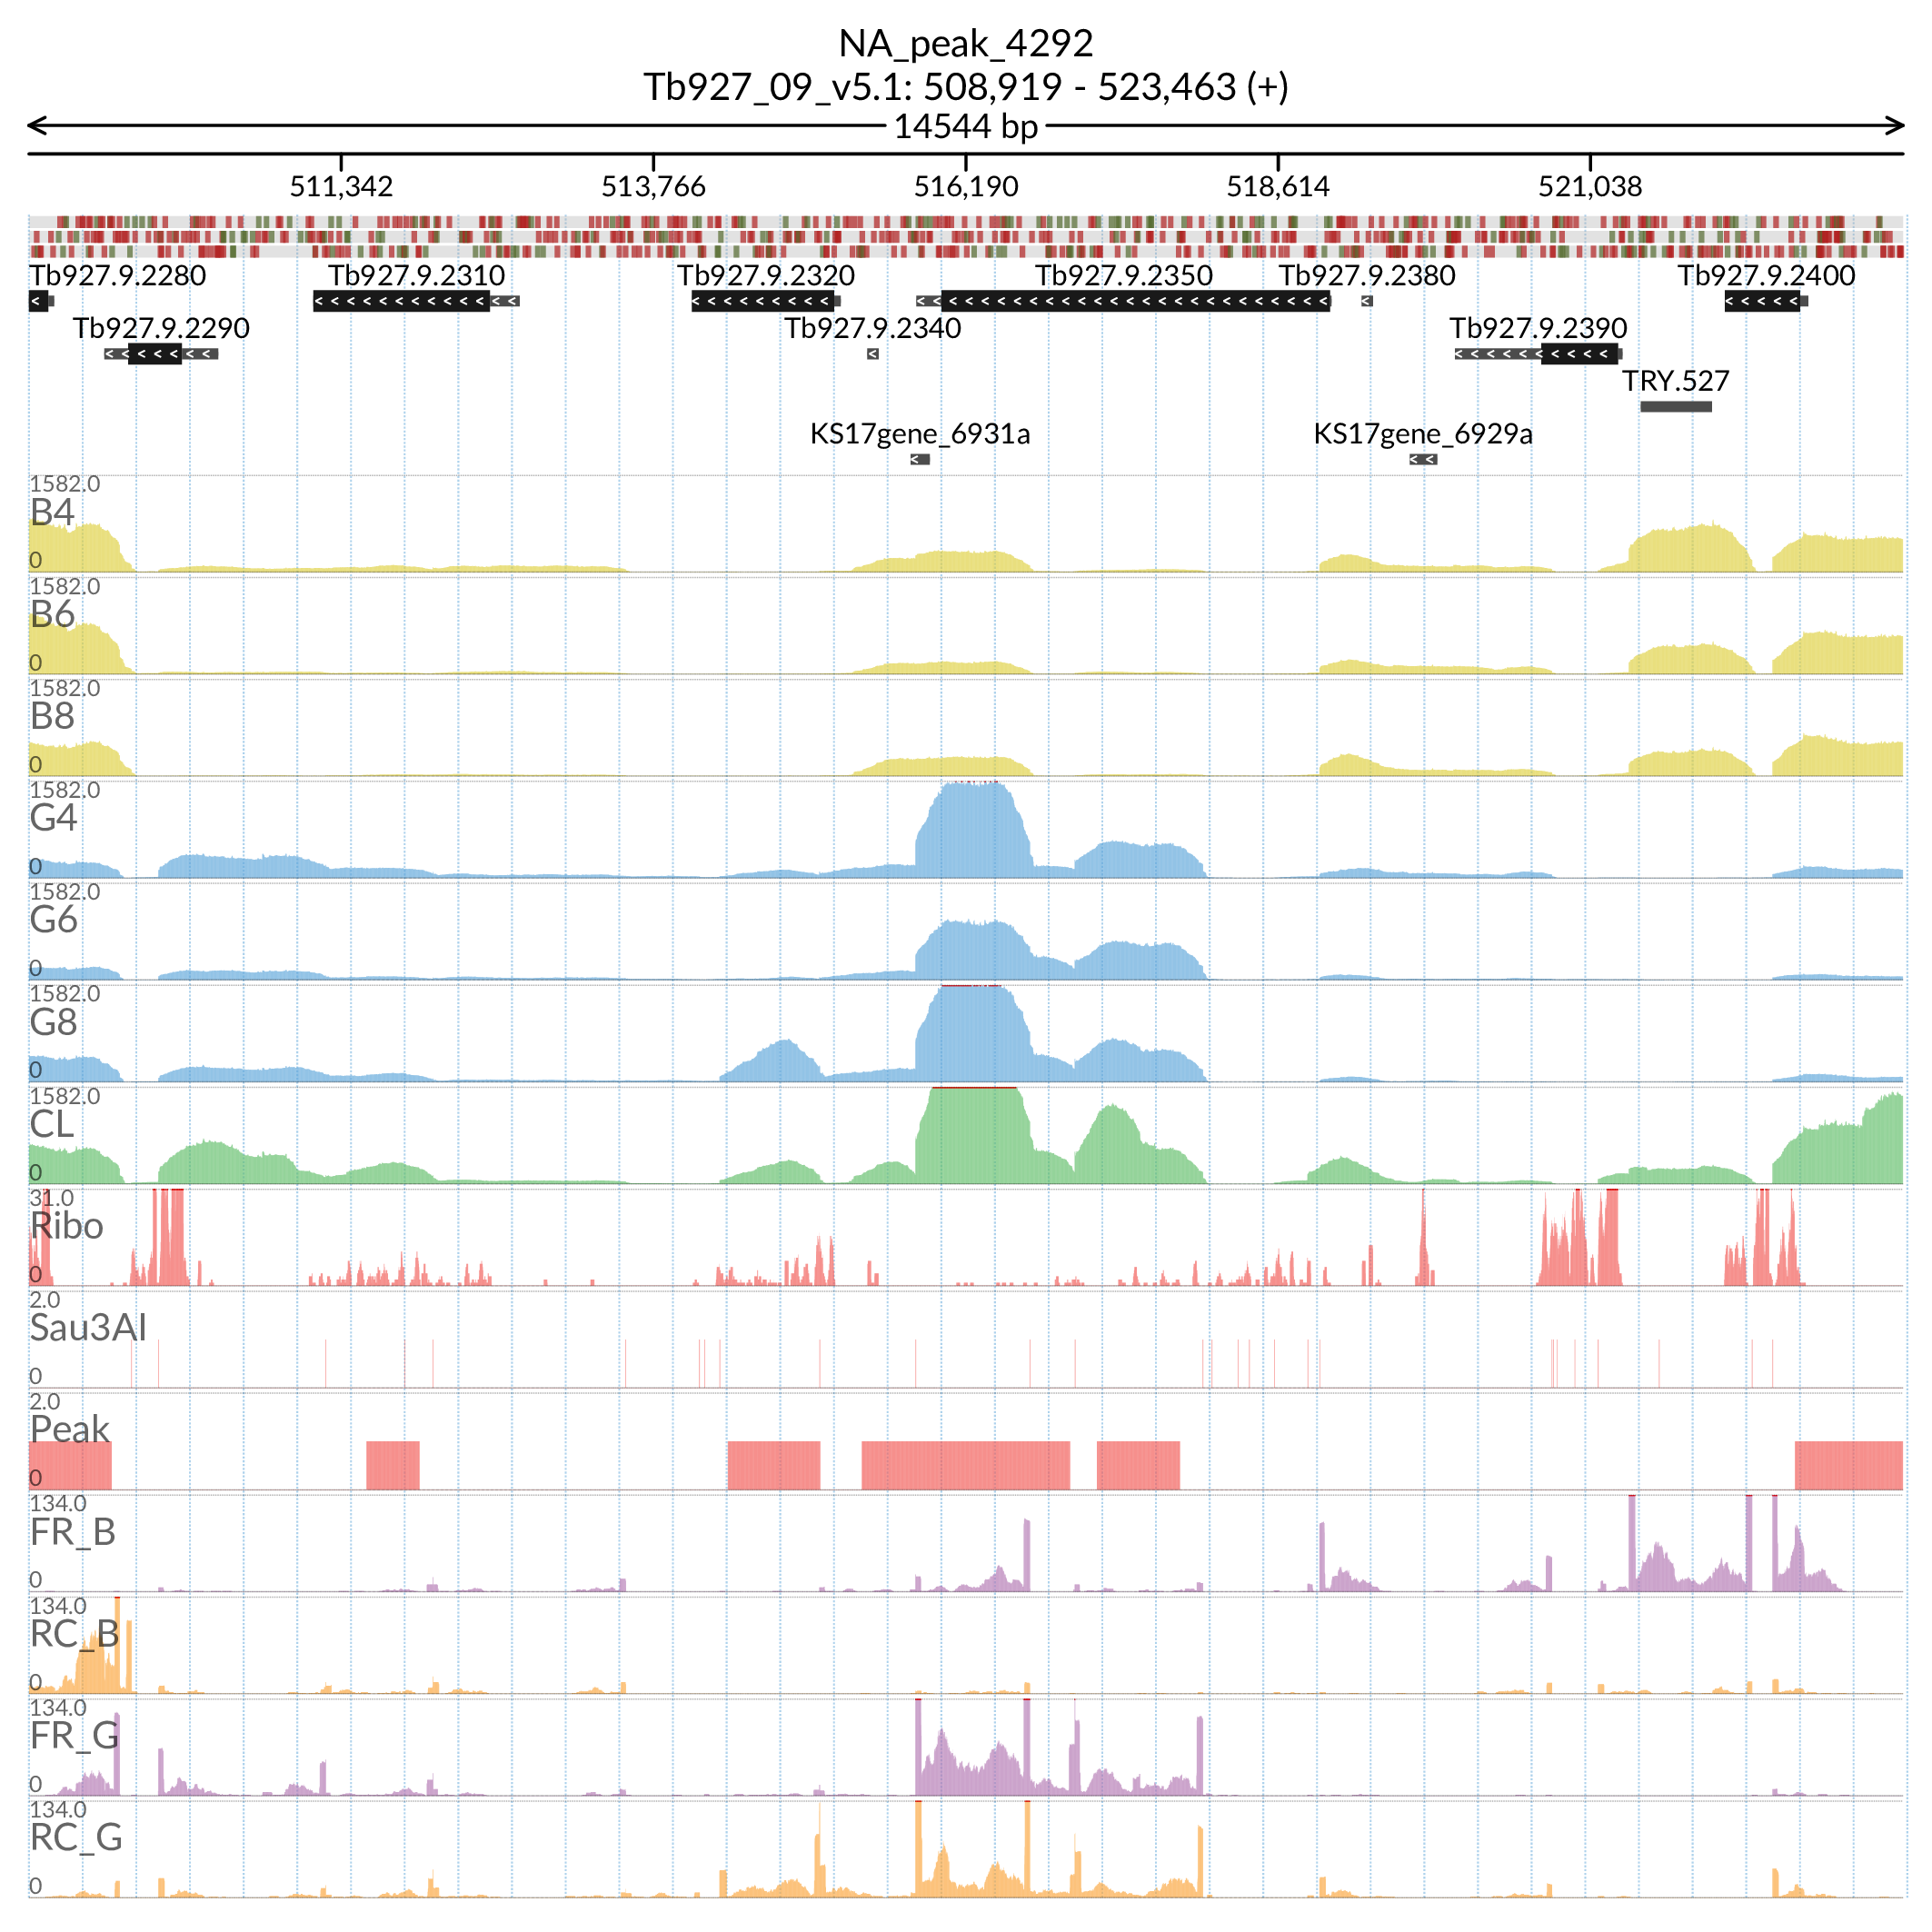 NA_peak_4292
Tb927_09_v5.1: 508,919 - 523,463 (+)
14544 bp
511,342 513,766 516,190 518,614 521,038
Tb927.9.2280 Tb927.9.2310 Tb927.9.2320 Tb927.9.2350 Tb927.9.2380 Tb927.9.2400
Tb927.9.2290 Tb927.9.2340 Tb927.9.2390
TRY.527
KS17gene_6931a KS17gene_6929a
1582.0
B4
0
1582.0
B6
0
1582.0
B8
0
1582.0
G4
0
1582.0
G6
0
1582.0
G8
0
1582.0
CL
0
31.0
Ribo
0
2.0
Sau3AI
0
2.0
Peak
0
134.0
FR_B
0
134.0
RC_B
0
134.0
FR_G
0
134.0
RC_G
0